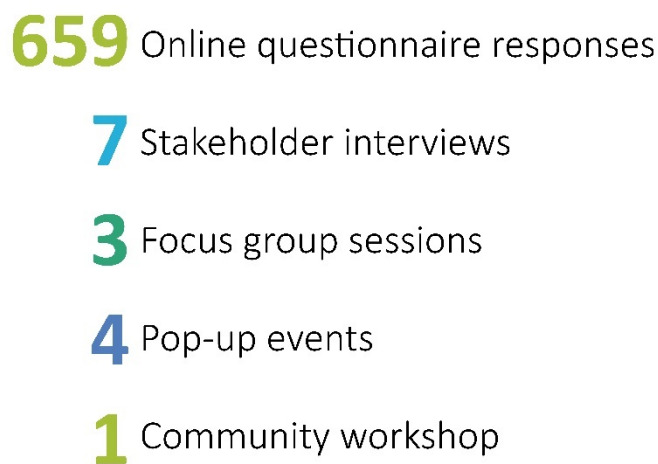 659 Online questionnaire responses
7 Stakeholder interviews
3 Focus group sessions
4 Pop-up events
1 Community workshop